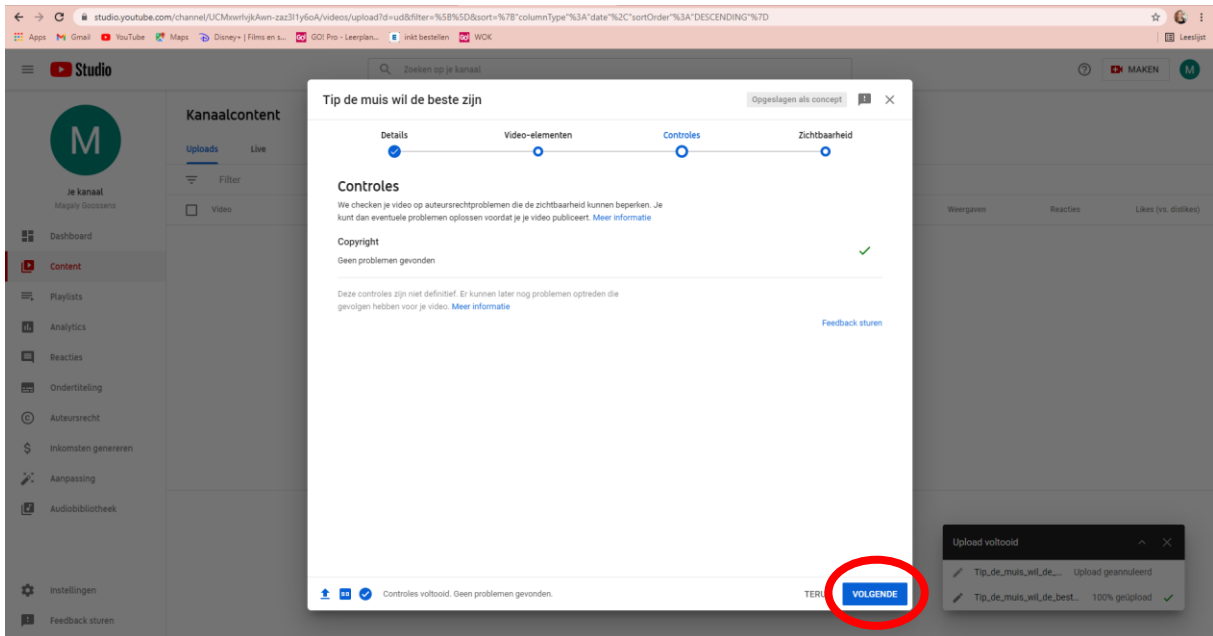 studio.youtube.com/channel/UCMxwrIvjkAwn-zaz3I1y6oA/videos/upload?d=ud&filter=%5B%5D&sort=%7B"columnType"%3A"date"%2C"sortOrder"%3A"DESCENDING"%7D
Apps Gmail YouTube Maps Disney+ | Films en s... GO! Pro - Leerplan... inkt bestellen WOK Leeslijst
Studio
Zoeken op je kanaal
MAKEN
M
M
Je kanaal
Magaly Goossens
Dashboard
Content
Playlists
Analytics
Reacties
Ondertiteling
Auteursrecht
Inkomsten genereren
Aanpassing
Audiobibliotheek
Instellingen
Feedback sturen
Kanaalcontent
Uploads Live
Filter
Video
Weergaven Reacties Likes (vs. dislikes)
Tip de muis wil de beste zijn
Opgeslagen als concept
Details Video-elementen Controles Zichtbaarheid
Controles
We checken je video op auteursrechtproblemen die de zichtbaarheid kunnen beperken. Je
kunt dan eventuele problemen oplossen voordat je je video publiceert. Meer informatie
Copyright
Geen problemen gevonden
Deze controles zijn niet definitief. Er kunnen later nog problemen optreden die
gevolgen hebben voor je video. Meer informatie
Feedback sturen
Controles voltooid. Geen problemen gevonden.
TERU
VOLGENDE
Upload voltooid
Tip_de_muis_wil_de_... Upload geannuleerd
Tip_de_muis_wil_de_best... 100% geüpload